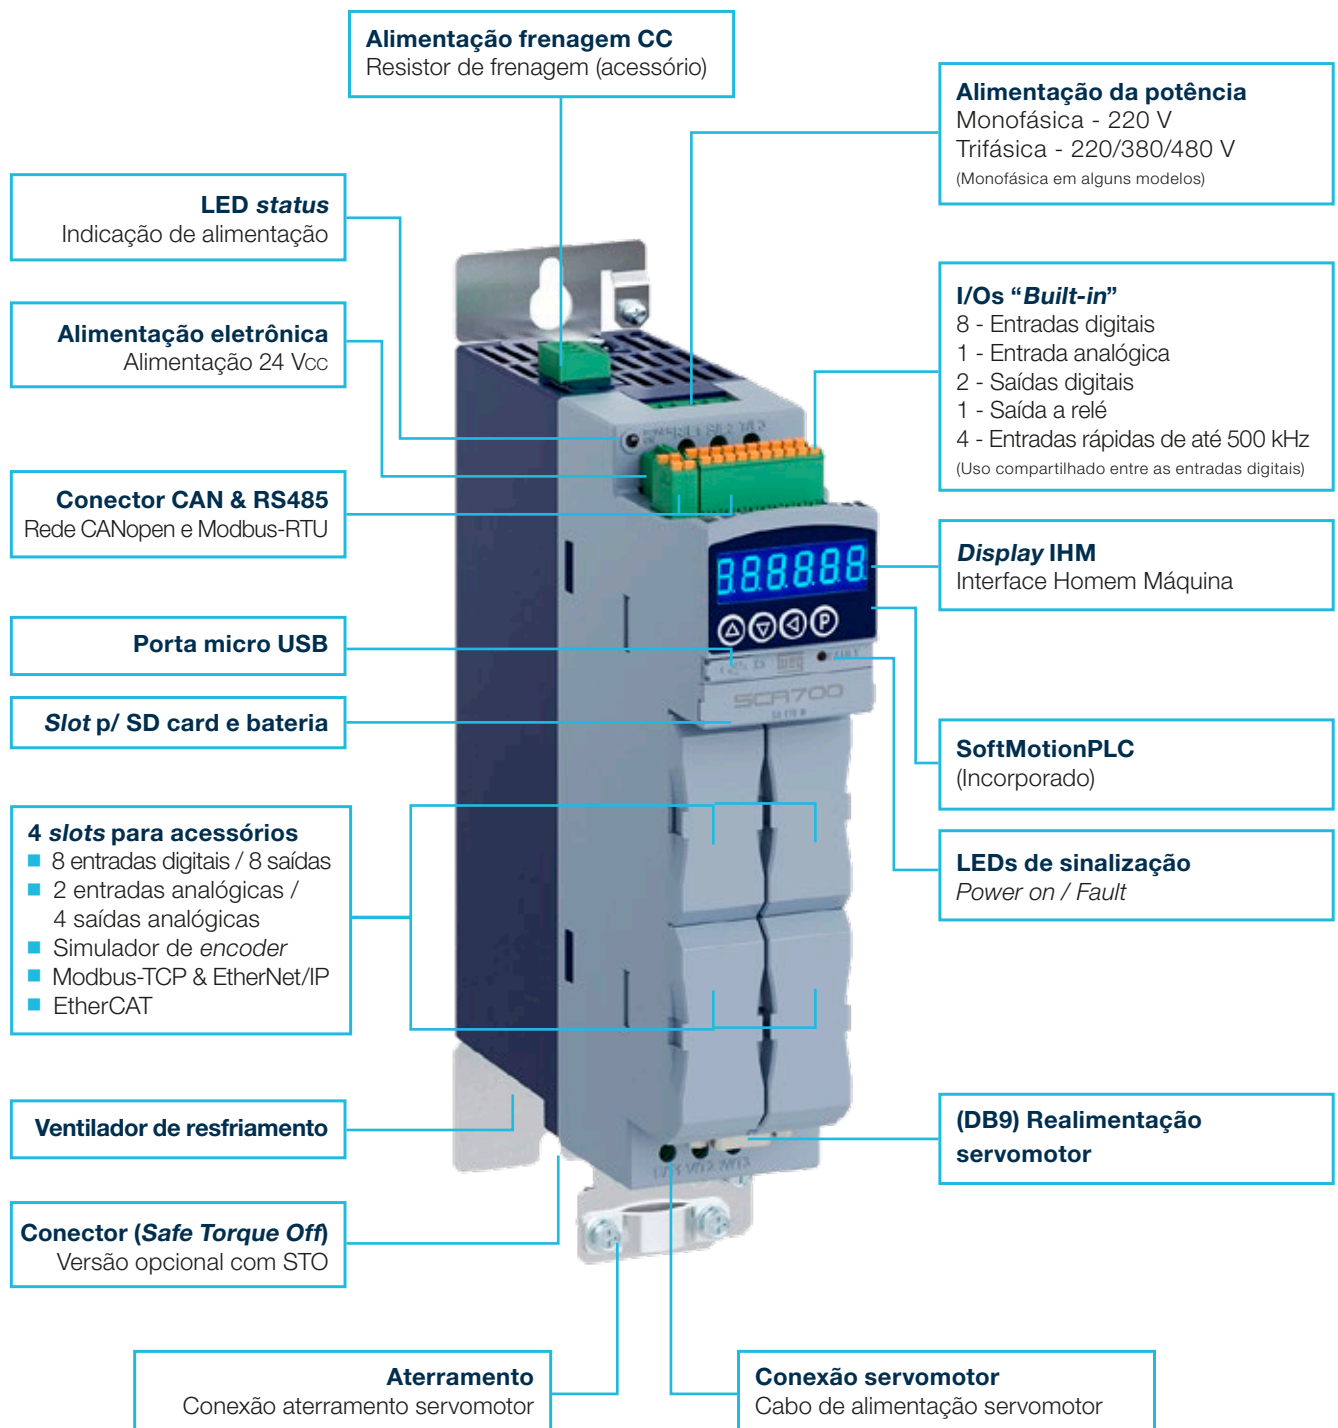 Alimentação frenagem CC
Resistor de frenagem (acessório)
Alimentação da potência
Monofásica - 220 V
Trifásica - 220/380/480 V
(Monofásica em alguns modelos)
LED status
Indicação de alimentação
I/Os “Built-in”
8 - Entradas digitais
1 - Entrada analógica
2 - Saídas digitais
1 - Saída a relé
4 - Entradas rápidas de até 500 kHz
(Uso compartilhado entre as entradas digitais)
Alimentação eletrônica
Alimentação 24 Vcc
Conector CAN & RS485
Rede CANopen e Modbus-RTU
Display IHM
Interface Homem Máquina
8.8.8.8.8.8.
P
Porta micro USB
weg
SCA700
Slot p/ SD card e bateria
SoftMotionPLC
(Incorporado)
4 slots para acessórios
8 entradas digitais / 8 saídas
2 entradas analógicas /
4 saídas analógicas
Simulador de encoder
Modbus-TCP & EtherNet/IP
EtherCAT
LEDs de sinalização
Power on / Fault
Ventilador de resfriamento
(DB9) Realimentação
servomotor
Conector (Safe Torque Off)
Versão opcional com STO
Aterramento
Conexão aterramento servomotor
Conexão servomotor
Cabo de alimentação servomotor